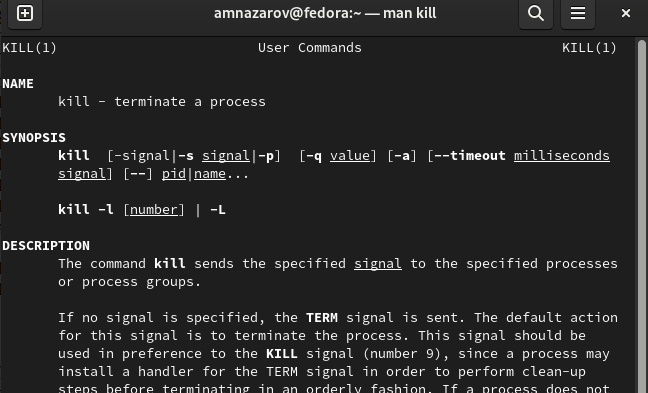 amnazarov@fedora:~ — man kill
KILL(1) User Commands KILL(1)
NAME
kill - terminate a process
SYNOPSIS
kill [-signal|-s signal|-p] [-q value] [-a] [--timeout milliseconds
signal] [--] pid|name...
kill -l [number] | -L
DESCRIPTION
The command kill sends the specified signal to the specified processes
or process groups.
If no signal is specified, the TERM signal is sent. The default action
for this signal is to terminate the process. This signal should be
used in preference to the KILL signal (number 9), since a process may
install a handler for the TERM signal in order to perform clean-up
steps before terminating in an orderly fashion. If a process does not